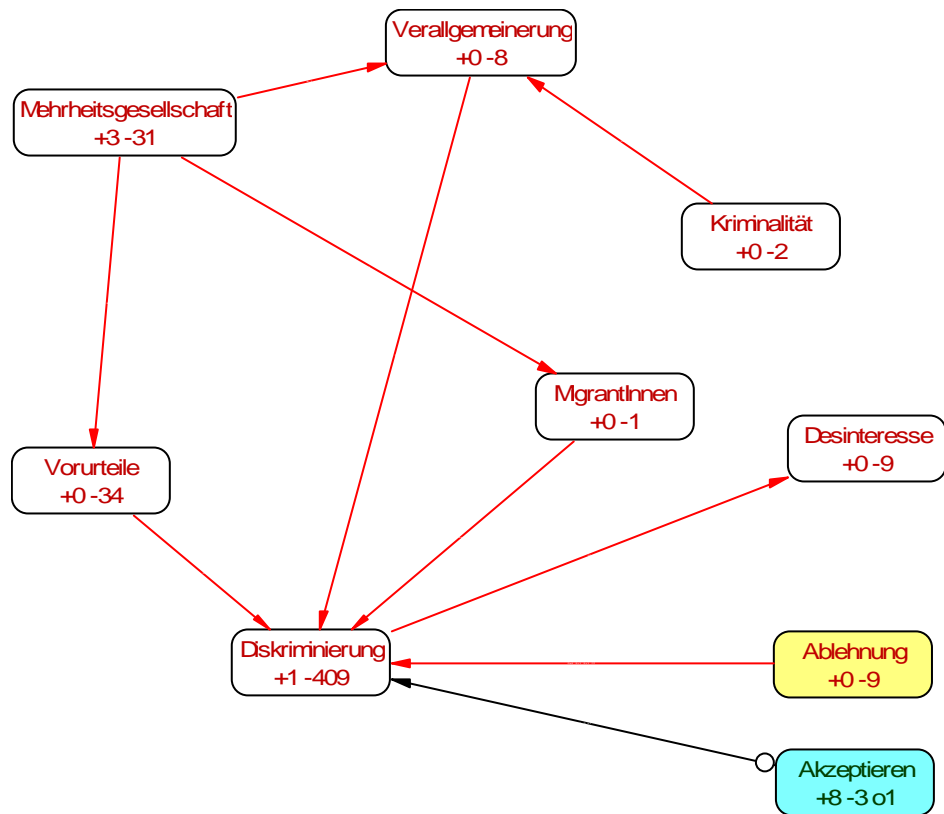 Verallgemeinerung
+0 -8
Mehrheitsgesellschaft
+3 -31
Kriminalität
+0 -2
MigrantInnen
+0 -1
Desinteresse
+0 -9
Vorurteile
+0 -34
Diskriminierung
+1 -409
Ablehnung
+0 -9
Akzeptieren
+8 -3 o1